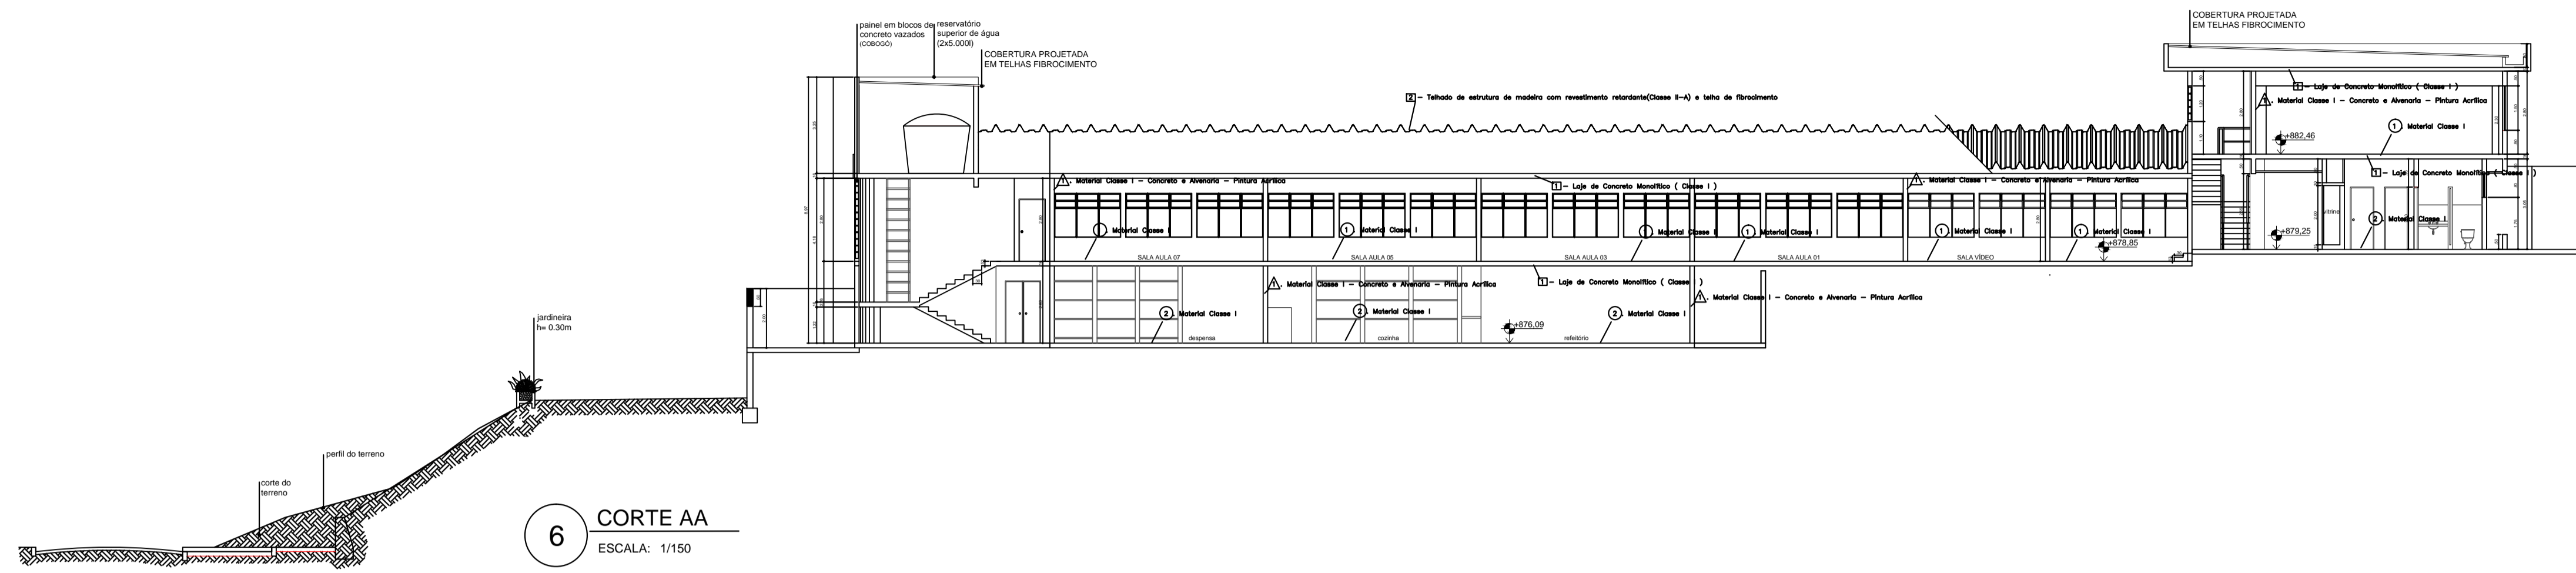 painel em blocos de
concreto vazados
(COBOGÓ)
reservatório
superior de água
(2x5.000l)
COBERTURA PROJETADA
EM TELHAS FIBROCIMENTO
COBERTURA PROJETADA
EM TELHAS FIBROCIMENTO
2 - Telhado de estrutura de madeira com revestimento retardante(Classe II-A) e telha de fibrocimento
1 - Laje de Concreto Monolítico ( Classe I )
1. Material Classe I - Concreto e Alvenaria - Pintura Acrílica
1. Material Classe I
+882,46
1. Material Classe I - Concreto e Alvenaria - Pintura Acrílica
1 - Laje de Concreto Monolítico ( Classe I )
1. Material Classe I - Concreto e Alvenaria - Pintura Acrílica
1 - Laje de Concreto Monolítico ( Classe I )
vitrine
2. Material Classe I
+879,25
1. Material Classe I
1. Material Classe I
1. Material Classe I
1. Material Classe I
1. Material Classe I
1. Material Classe I
+878,85
SALA AULA 07
SALA AULA 05
SALA AULA 03
SALA AULA 01
SALA VÍDEO
1. Material Classe I - Concreto e Alvenaria - Pintura Acrílica
1 - Laje de Concreto Monolítico ( Classe I )
1. Material Classe I - Concreto e Alvenaria - Pintura Acrílica
2. Material Classe I
2. Material Classe I
2. Material Classe I
+876,09
despensa
cozinha
refeitório
jardineira
h= 0.30m
perfil do terreno
corte do
terreno
6
CORTE AA
ESCALA: 1/150